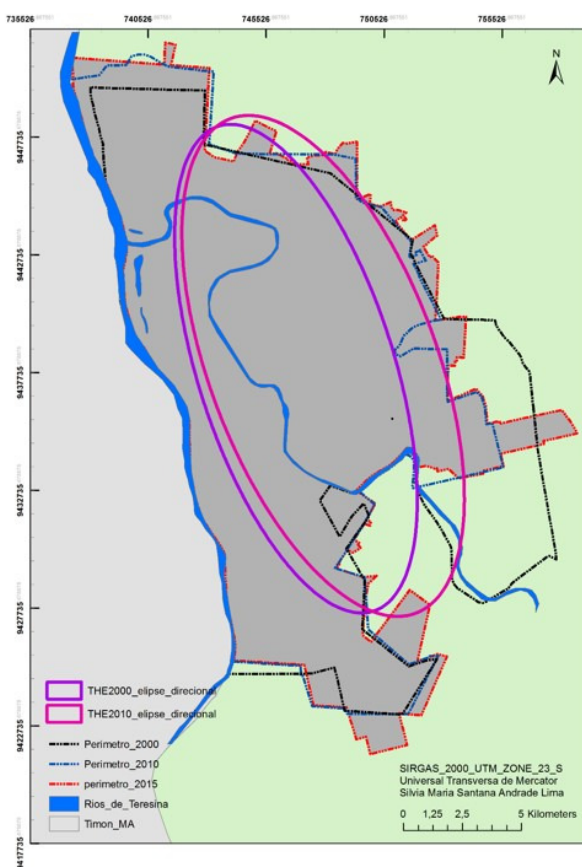 735526 740526 745526 750526 755526
N
9447735
9442735
9437735
9432735
9427735
9422735
9417735
THE2000_elipse_direcional
THE2010_elipse_direcional
Perimetro_2000
Perimetro_2010
perimetro_2015
Rios_de_Teresina
Timon_MA
SIRGAS_2000_UTM_ZONE_23_S
Universal Transversa de Mercator
Silvia Maria Santana Andrade Lima
0 1,25 2,5 5 Kilometers